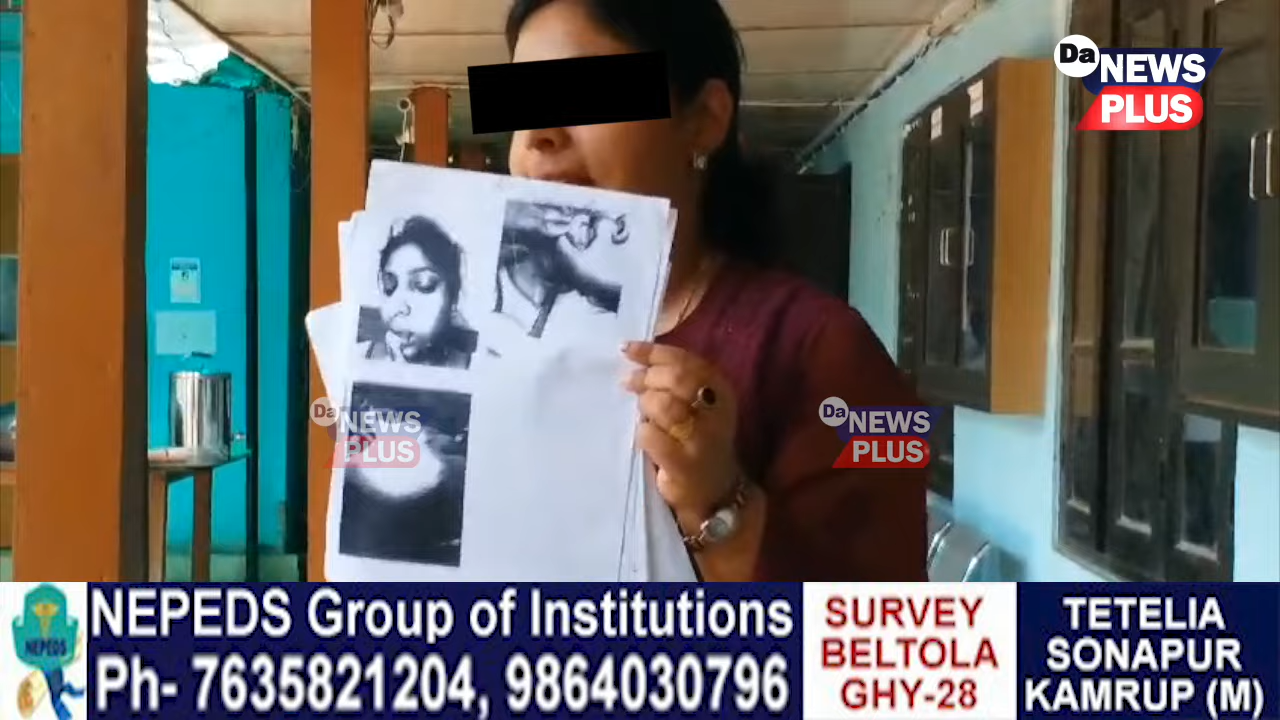 Da NEWS
PLUS
Da NEWS
PLUS
Da NEWS
PLUS
NEPEDS
NEPEDS Group of Institutions
Ph- 7635821204, 9864030796
SURVEY
BELTOLA
GHY-28
TETELIA
SONAPUR
KAMRUP (M)